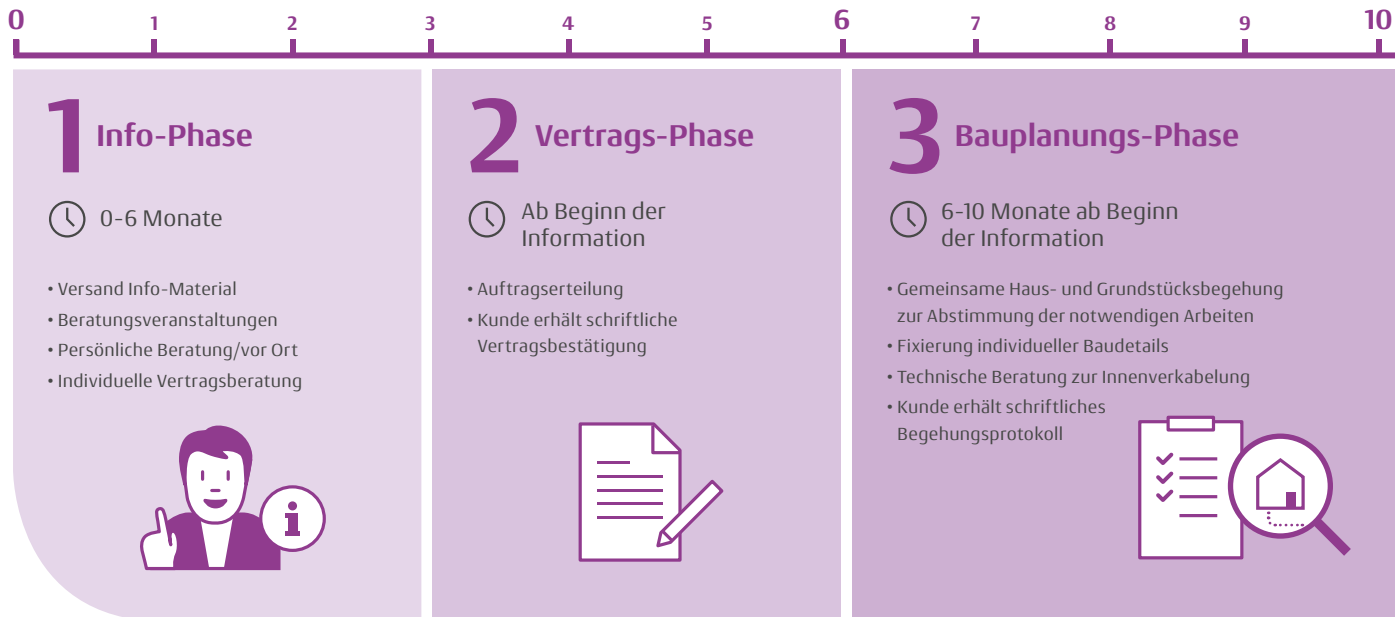 0 1 2 3 4 5 6 7 8 9 10
1 Info-Phase
0-6 Monate
• Versand Info-Material
• Beratungsveranstaltungen
• Persönliche Beratung/vor Ort
• Individuelle Vertragsberatung
i
2 Vertrags-Phase
Ab Beginn der
Information
• Auftragserteilung
• Kunde erhält schriftliche
Vertragsbestätigung
3 Bauplanungs-Phase
6-10 Monate ab Beginn
der Information
• Gemeinsame Haus- und Grundstücksbegehung
zur Abstimmung der notwendigen Arbeiten
• Fixierung individueller Baudetails
• Technische Beratung zur Innenverkabelung
• Kunde erhält schriftliches
Begehungsprotokoll